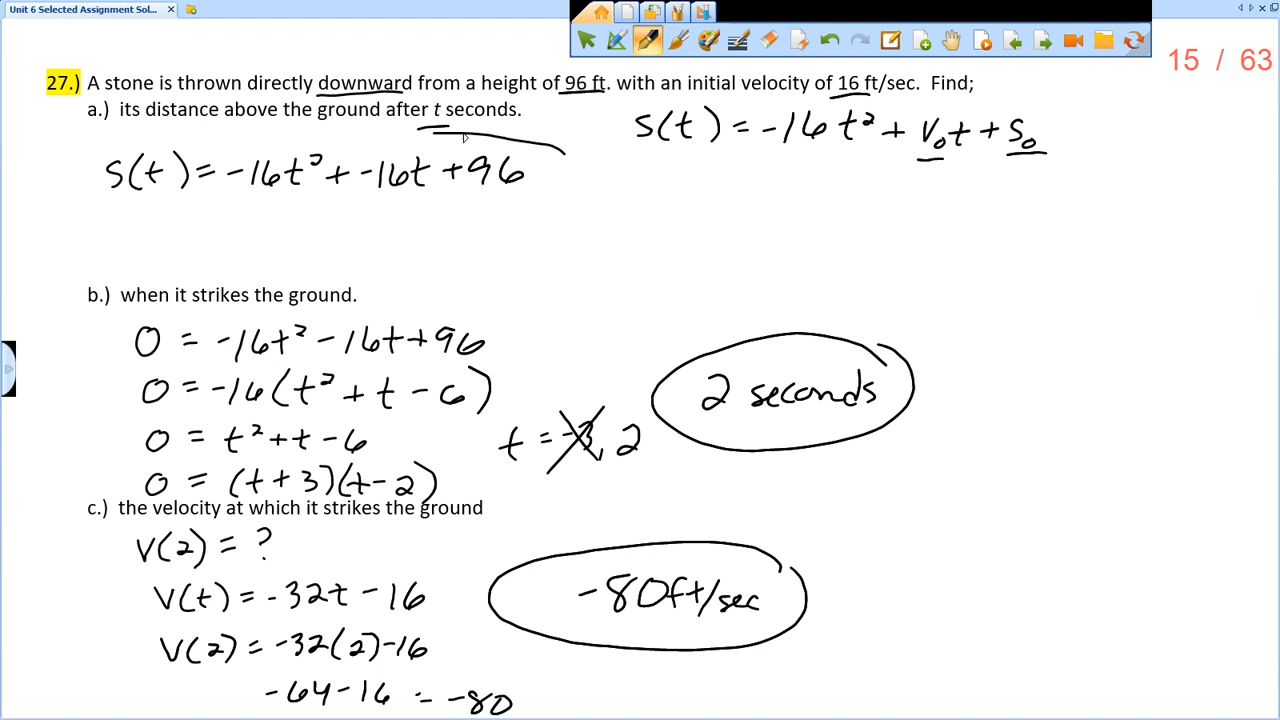 Unit 6 Selected Assignment Sol...
15 / 63
27.) A stone is thrown directly downward from a height of 96 ft. with an initial velocity of 16 ft/sec. Find;
a.) its distance above the ground after t seconds.
s(t) = -16t² + v₀t + s₀
s(t) = -16t² + -16t + 96
b.) when it strikes the ground.
0 = -16t² - 16t + 96
0 = -16(t² + t - 6)
0 = t² + t - 6
t = -3, 2
2 seconds
0 = (t + 3)(t - 2)
c.) the velocity at which it strikes the ground
v(2) = ?
v(t) = -32t - 16
-80 ft/sec
v(2) = -32(2) - 16
-64 - 16 = -80